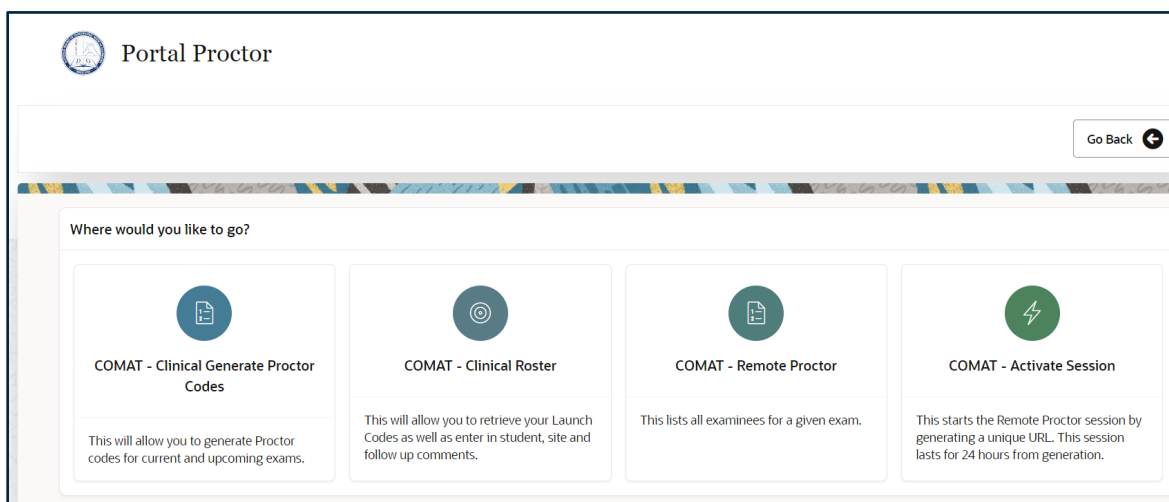 Portal Proctor
Go Back
Where would you like to go?
COMAT - Clinical Generate Proctor
Codes
This will allow you to generate Proctor
codes for current and upcoming exams.
COMAT - Clinical Roster
This will allow you to retrieve your Launch
Codes as well as enter in student, site and
follow up comments.
COMAT - Remote Proctor
This lists all examinees for a given exam.
COMAT - Activate Session
This starts the Remote Proctor session by
generating a unique URL. This session
lasts for 24 hours from generation.